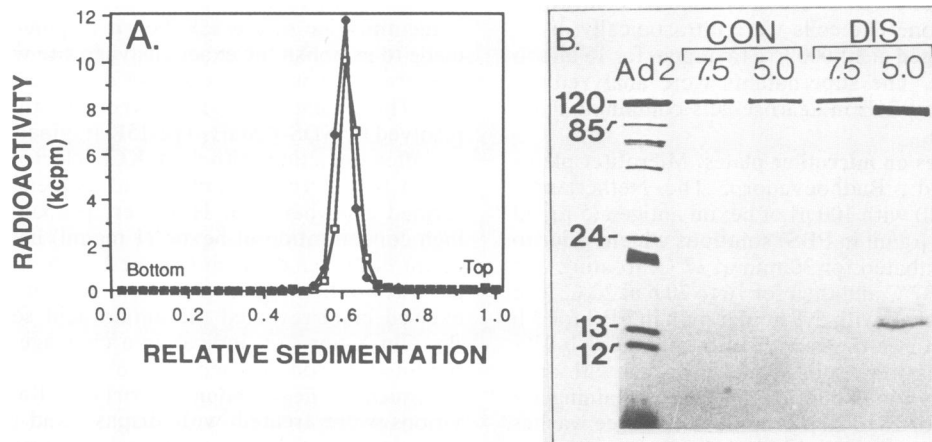 A.
RADIOACTIVITY
(kcpm)
12
10
8
6
4
2
0
Bottom
Top
0.0 0.2 0.4 0.6 0.8 1.0
RELATIVE SEDIMENTATION
B.
CON DIS
Ad2 7.5 5.0 7.5 5.0
120
85
24
13
12